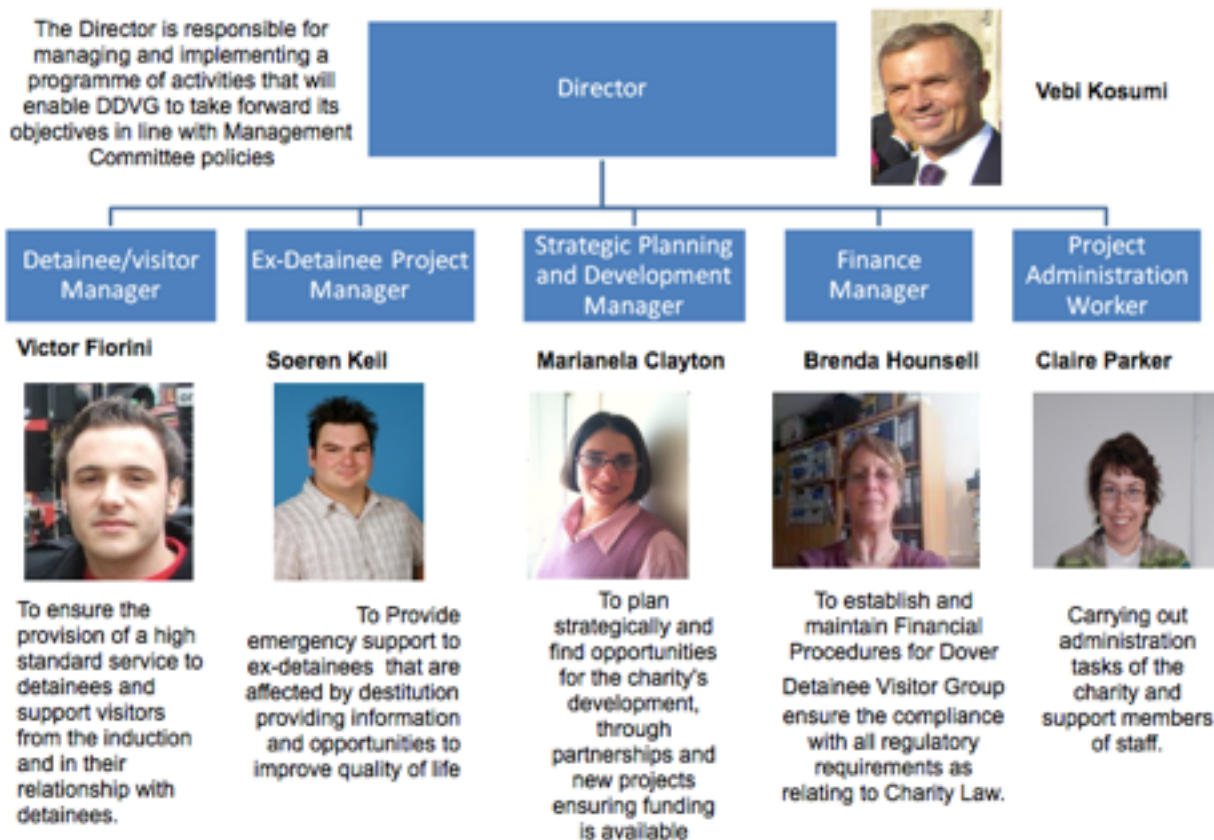 The Director is responsible for
managing and implementing a
programme of activities that will
enable DDVG to take forward its
objectives in line with Management
Committee policies
Director
Vebi Kosumi
Detainee/visitor
Manager
Ex-Detainee Project
Manager
Strategic Planning
and Development
Manager
Finance
Manager
Project
Administration
Worker
Victor Fiorini
Soeren Keil
Marianela Clayton
Brenda Hounsell
Claire Parker
To ensure the
provision of a high
standard service to
detainees and
support visitors
from the induction
and in their
relationship with
detainees.
To Provide
emergency support to
ex-detainees that are
affected by destitution
providing information
and opportunities to
improve quality of life
To plan
strategically and
find opportunities
for the charity's
development,
through
partnerships and
new projects
ensuring funding
is available
To establish and
maintain Financial
Procedures for Dover
Detainee Visitor Group
ensure the compliance
with all regulatory
requirements as
relating to Charity Law.
Carrying out
administration
tasks of the
charity and
support members
of staff.